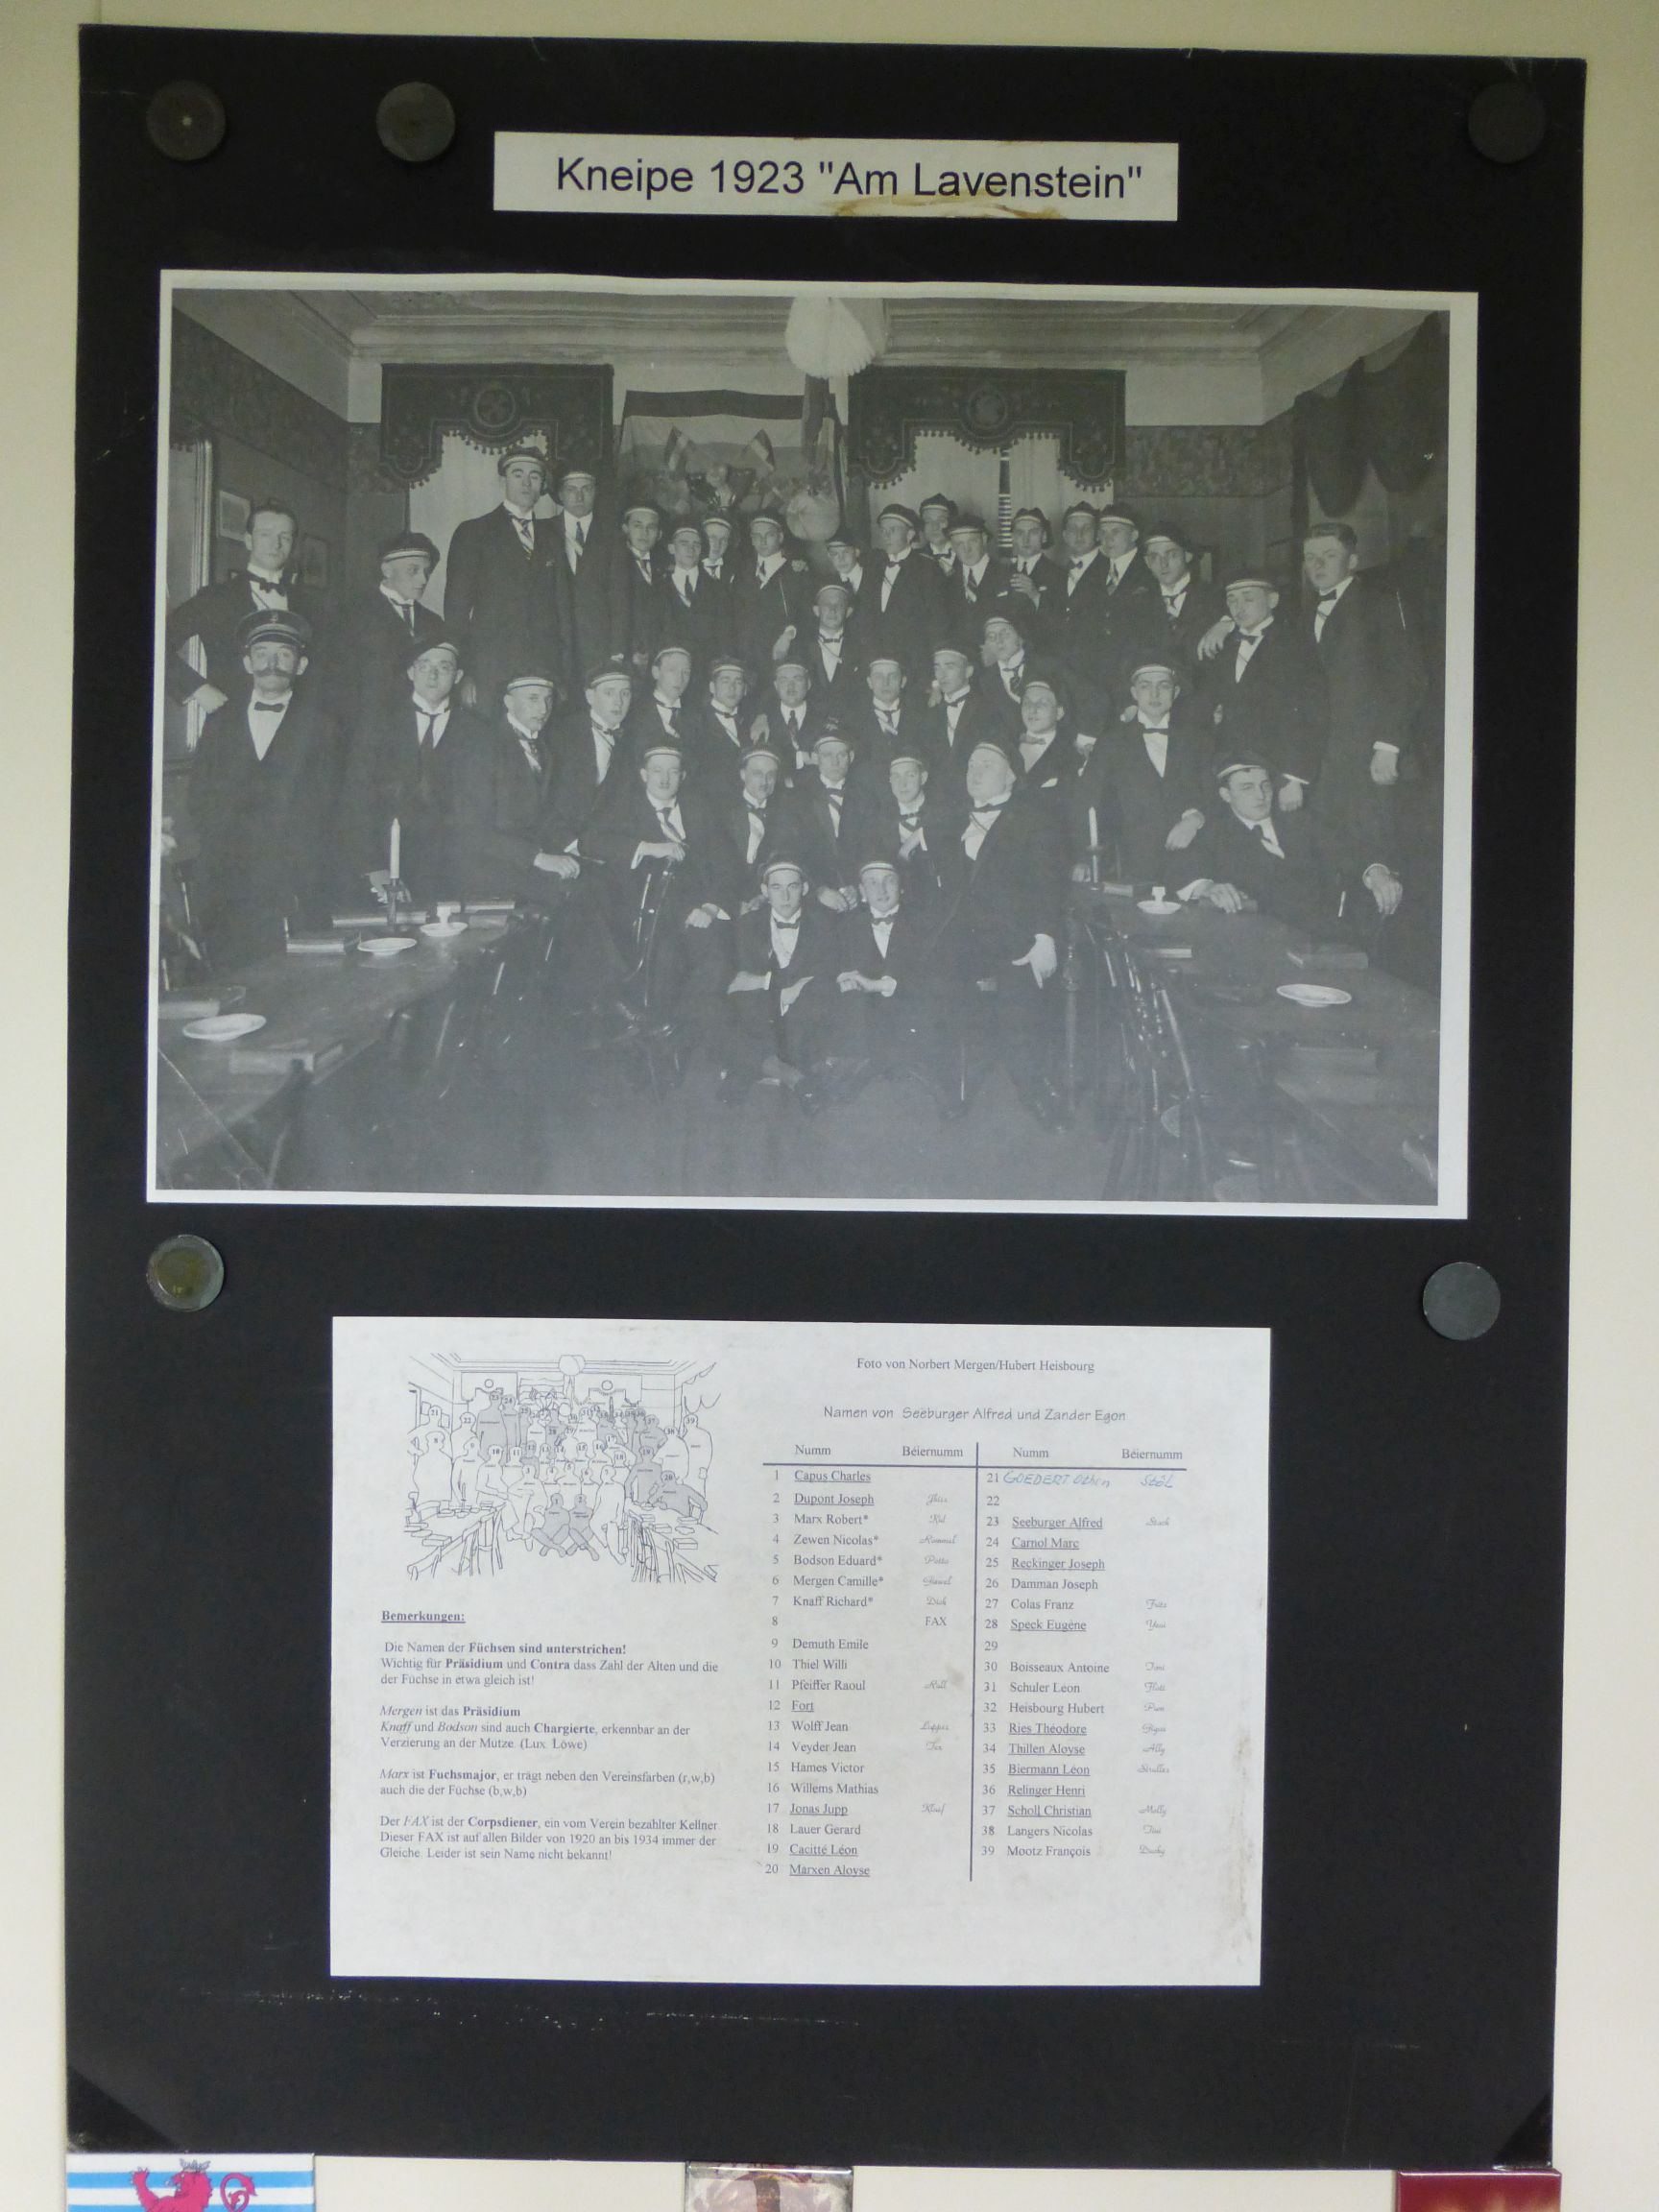 Kneipe 1923 "Am Lavenstein"
Foto von Norbert Mergen/Hubert Heisbourg
Namen von Seeburger Alfred und Zander Egon
Numm Béiernumm
1 Capus Charles
2 Dupont Joseph
3 Marx Robert*
4 Zewen Nicolas*
5 Bodson Eduard*
6 Mergen Camille*
7 Knaff Richard* Dick
8 FAX
9 Demuth Emile
10 Thiel Willi
11 Pfeiffer Raoul
12 Fort
13 Wolff Jean
14 Veyder Jean
15 Hames Victor
16 Willems Mathias
17 Jonas Jupp
18 Lauer Gerard
19 Cacitté Léon
20 Marxen Aloyse
Numm Béiernumm
21 GOEDERT Othon
22
23 Seeburger Alfred
24 Carnol Marc
25 Reckinger Joseph
26 Damman Joseph
27 Colas Franz
28 Speck Eugène
29
30 Boisseaux Antoine
31 Schuler Léon
32 Heisbourg Hubert
33 Ries Théodore
34 Thillen Aloyse Ally
35 Biermann Léon
36 Relinger Henri
37 Scholl Christian Molly
38 Langers Nicolas
39 Mootz François
Bemerkungen:
Die Namen der Füchsen sind unterstrichen!
Wichtig für Präsidium und Contra dass Zahl der Alten und die
der Füchse in etwa gleich ist!
Mergen ist das Präsidium
Knaff und Bodson sind auch Chargierte, erkennbar an der
Verzierung an der Mütze (Lux. Löwe)
Marx ist Fuchsmajor, er trägt neben den Vereinsfarben (r,w,b)
auch die der Füchse (b,w,b)
Der FAX ist der Corpsdiener, ein vom Verein bezahlter Kellner
Dieser FAX ist auf allen Bilder von 1920 an bis 1934 immer der
Gleiche. Leider ist sein Name nicht bekannt!